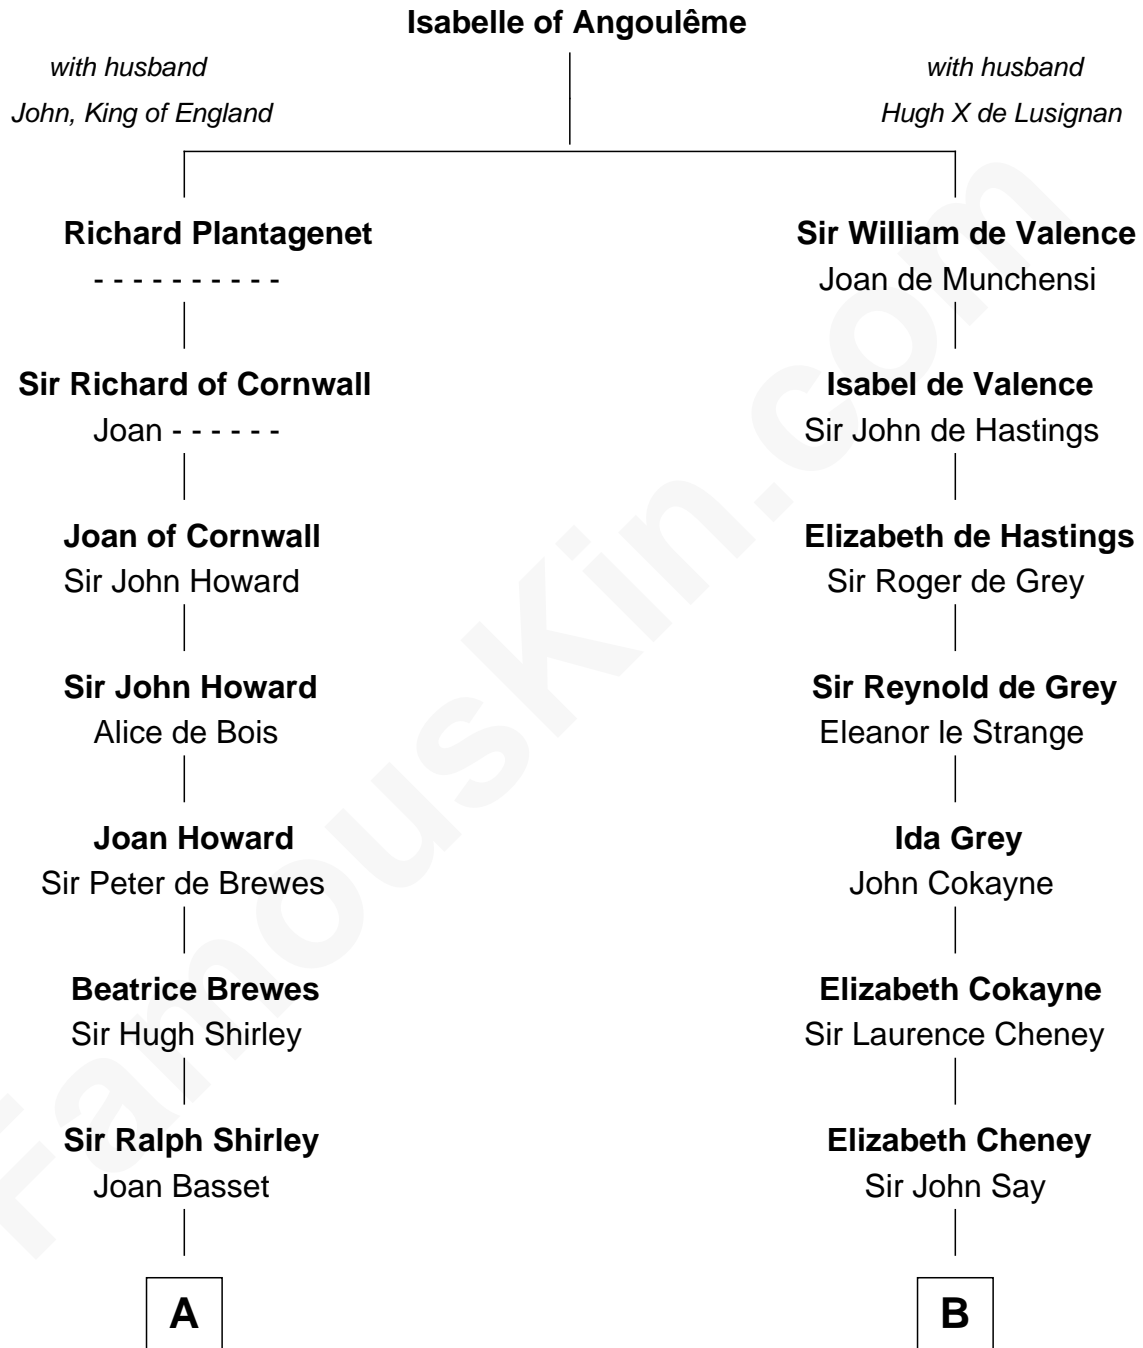 Isabelle of Angoulême
with husband
John, King of England
with husband
Hugh X de Lusignan
Richard Plantagenet
- - - - - - - - - -
Sir William de Valence
Joan de Munchensi
Sir Richard of Cornwall
Joan - - - - - -
Isabel de Valence
Sir John de Hastings
Joan of Cornwall
Sir John Howard
Elizabeth de Hastings
Sir Roger de Grey
Sir John Howard
Alice de Bois
Sir Reynold de Grey
Eleanor le Strange
Joan Howard
Sir Peter de Brewes
Ida Grey
John Cokayne
Beatrice Brewes
Sir Hugh Shirley
Elizabeth Cokayne
Sir Laurence Cheney
Sir Ralph Shirley
Joan Basset
Elizabeth Cheney
Sir John Say
A
B
FamousKin.com